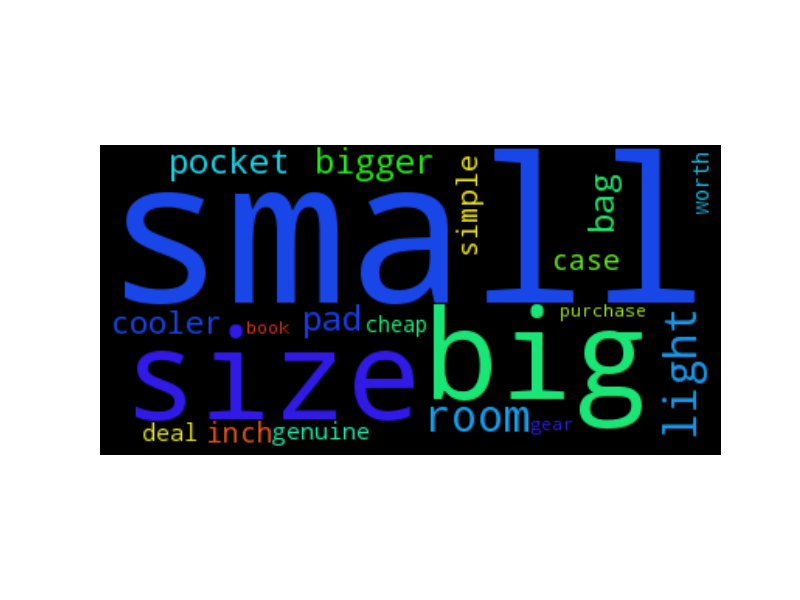 pocket
bigger
simple
small
bag
worth
case
cooler
book
pad
cheap
big
purchase
light
size
room
gear
deal
inch
genuine